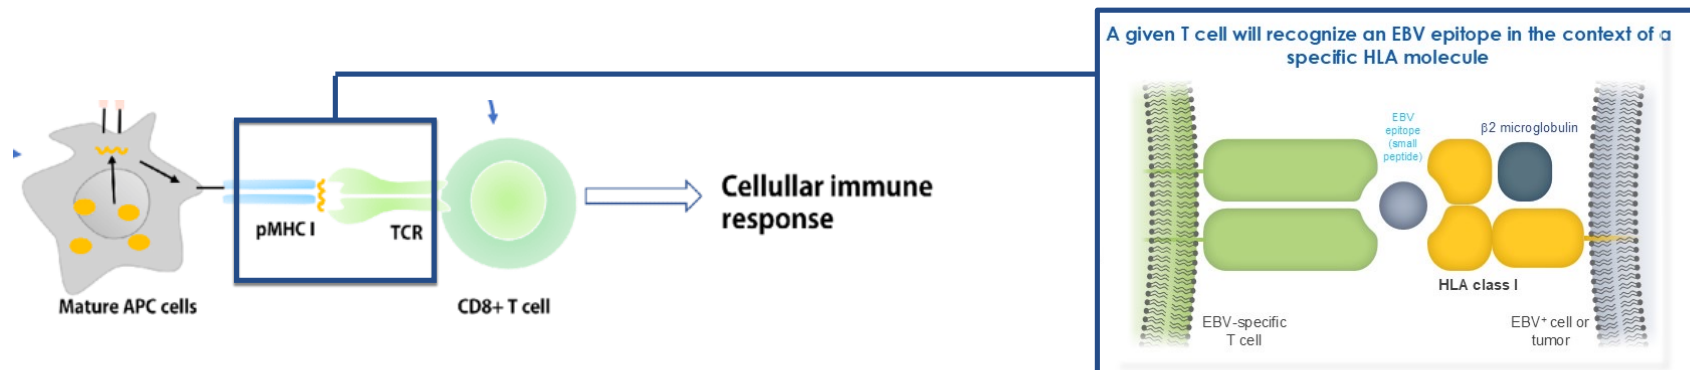 A given T cell will recognize an EBV epitope in the context of a
specific HLA molecule
pMHC I
TCR
Mature APC cells
CD8+ T cell
Cellullar immune
response
EBV
epitope
(small
peptide)
β2 microglobulin
HLA class I
EBV-specific
T cell
EBV⁺ cell or
tumor